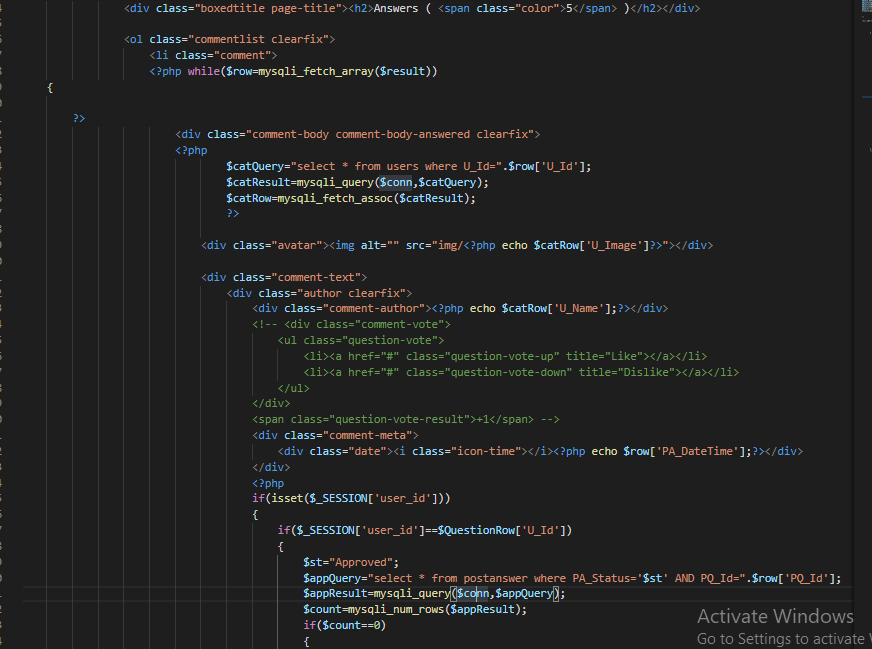 <div class="boxedtitle page-title"><h2>Answers ( <span class="color">5</span> )</h2></div>
<ol class="commentlist clearfix">
<li class="comment">
<?php while($row=mysqli_fetch_array($result))
{
?>
<div class="comment-body comment-body-answered clearfix">
<?php
$catQuery="select * from users where U_Id=".$row['U_Id'];
$catResult=mysqli_query($conn,$catQuery);
$catRow=mysqli_fetch_assoc($catResult);
?>
<div class="avatar"><img alt="" src="img/<?php echo $catRow['U_Image']?>"></div>
<div class="comment-text">
<div class="author clearfix">
<div class="comment-author"><?php echo $catRow['U_Name'];?></div>
<!-- <div class="comment-vote">
<ul class="question-vote">
<li><a href="#" class="question-vote-up" title="Like"></a></li>
<li><a href="#" class="question-vote-down" title="Dislike"></a></li>
</ul>
</div>
<span class="question-vote-result">+1</span> -->
<div class="comment-meta">
<div class="date"><i class="icon-time"></i><?php echo $row['PA_DateTime'];?></div>
</div>
<?php
if(isset($_SESSION['user_id']))
{
if($_SESSION['user_id']==$QuestionRow['U_Id'])
{
$st="Approved";
$appQuery="select * from postanswer where PA_Status='$st' AND PQ_Id=".$row['PQ_Id'];
$appResult=mysqli_query($conn,$appQuery);
$count=mysqli_num_rows($appResult);
if($count==0)
{
Activate Windows
Go to Settings to activate